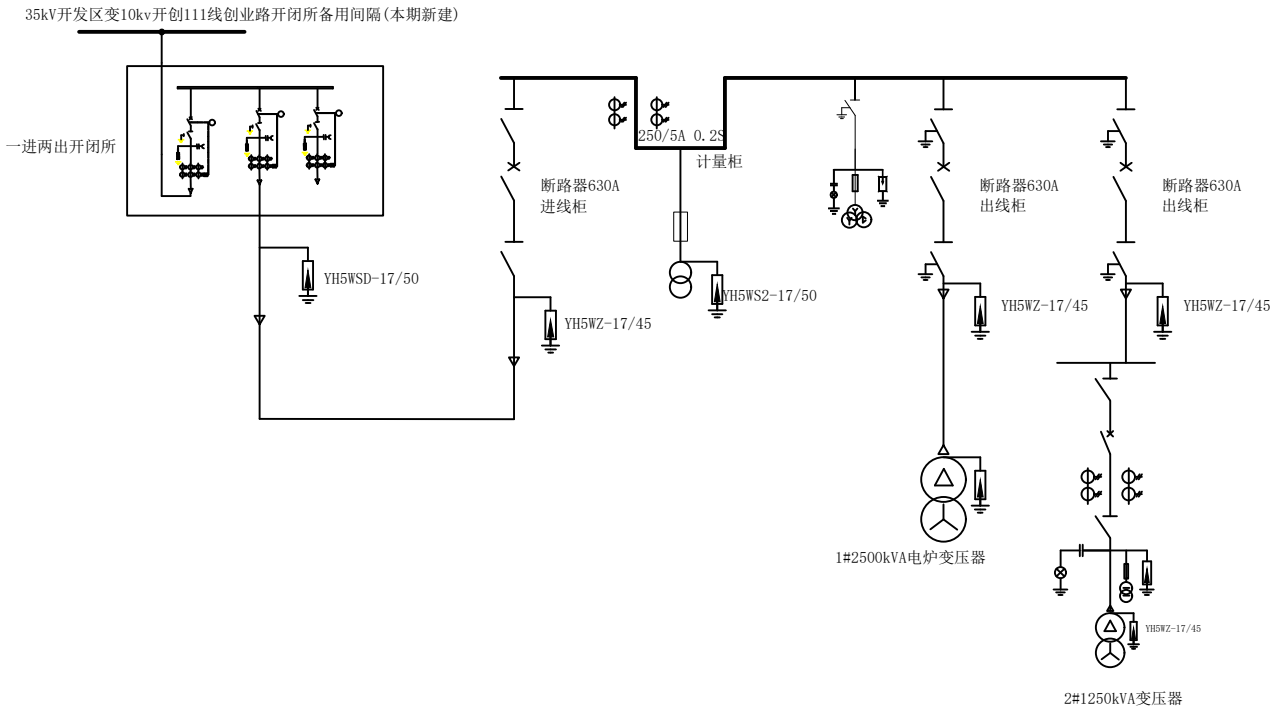 35kV开发区变10kv开创111线创业路开闭所备用间隔(本期新建)
一进两出开闭所
YH5WSD-17/50
断路器630A
进线柜
YH5WZ-17/45
250/5A 0.2S
计量柜
YH5WS2-17/50
断路器630A
出线柜
YH5WZ-17/45
断路器630A
出线柜
YH5WZ-17/45
1#2500kVA电炉变压器
YH5WZ-17/45
2#1250kVA变压器